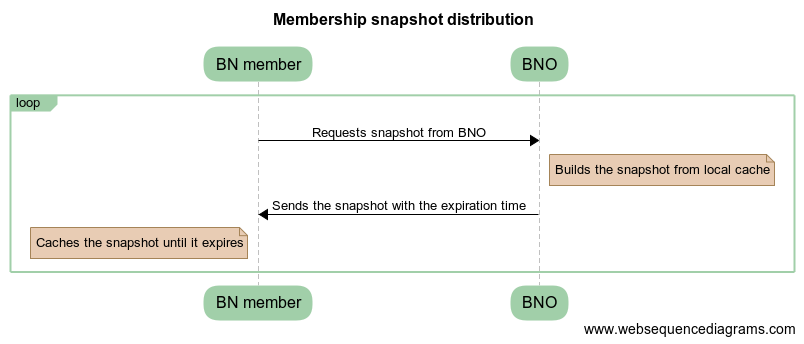 Membership snapshot distribution
BN member
BNO
loop
Requests snapshot from BNO
Builds the snapshot from local cache
Sends the snapshot with the expiration time
Caches the snapshot until it expires
BN member
BNO
www.websequencediagrams.com